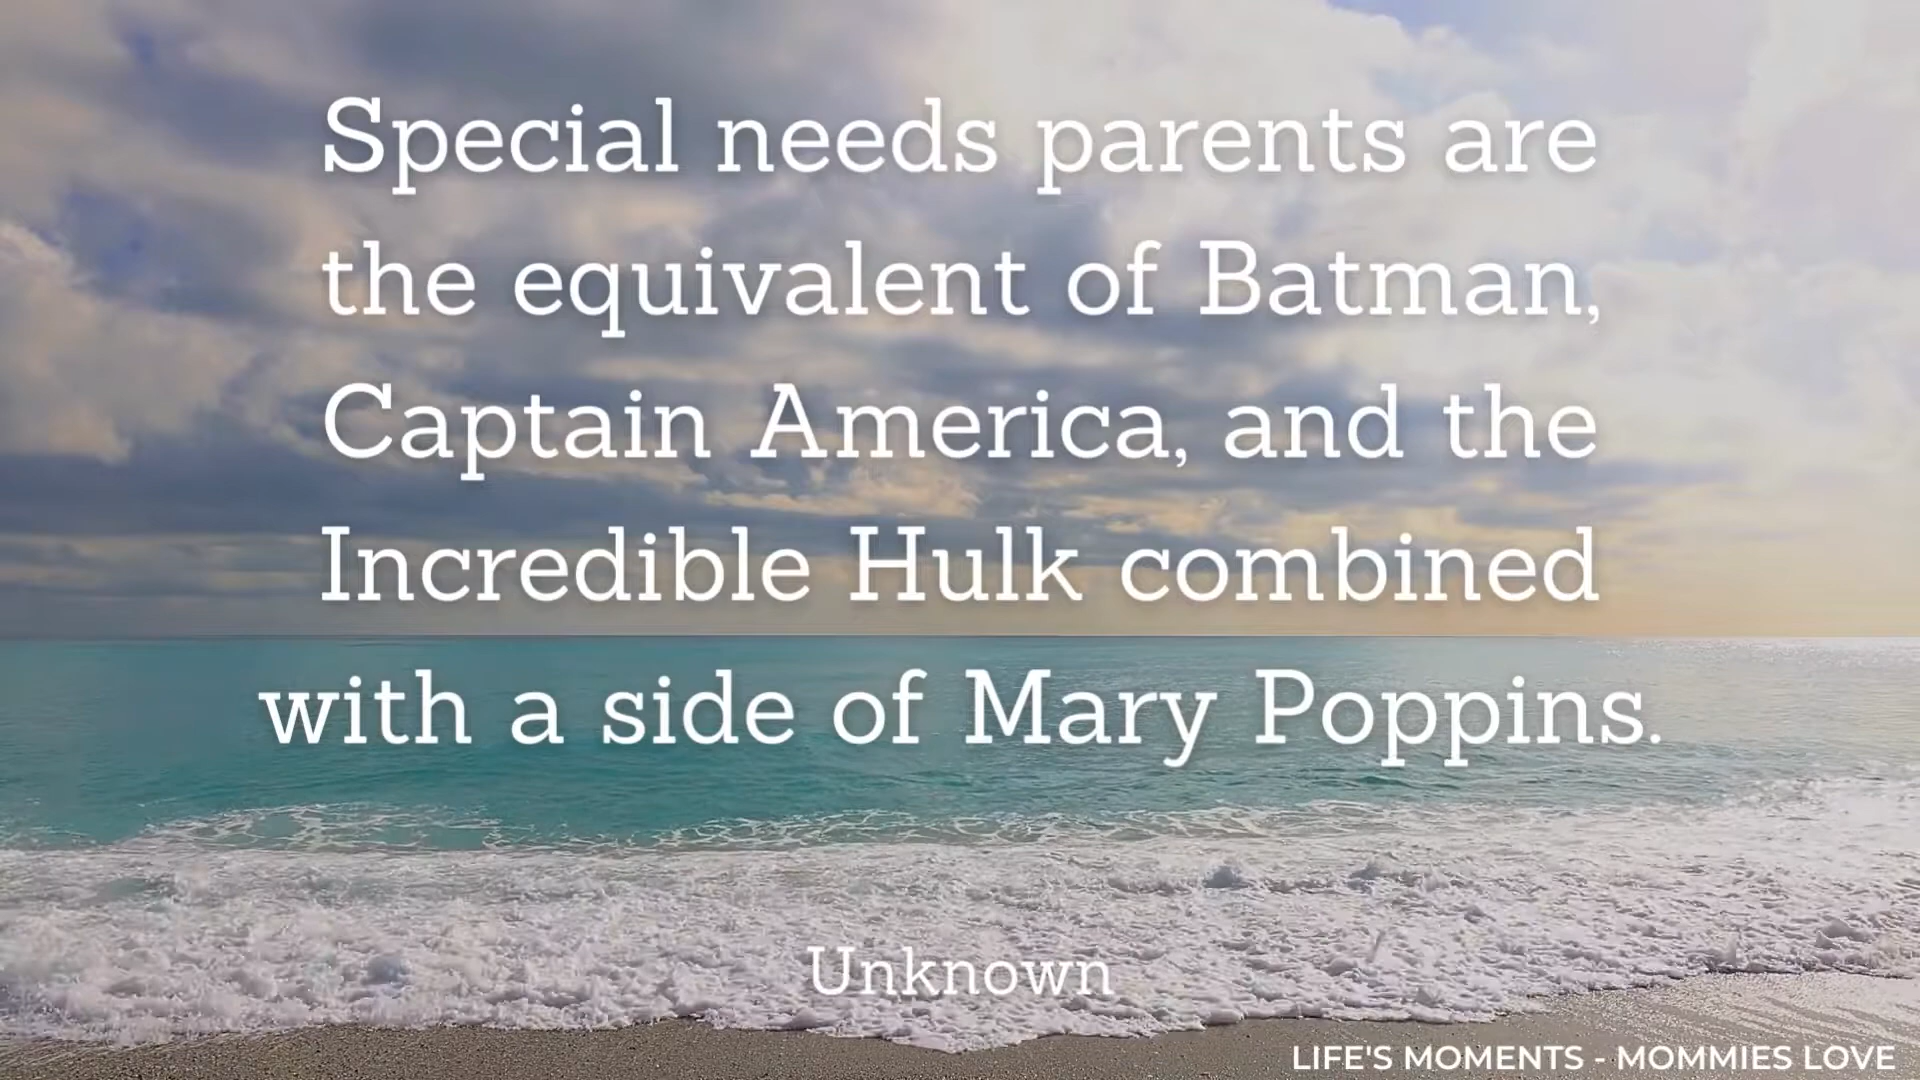 Special needs parents are
the equivalent of Batman,
Captain America, and the
Incredible Hulk combined
with a side of Mary Poppins.
Unknown
LIFE'S MOMENTS - MOMMIES LOVE